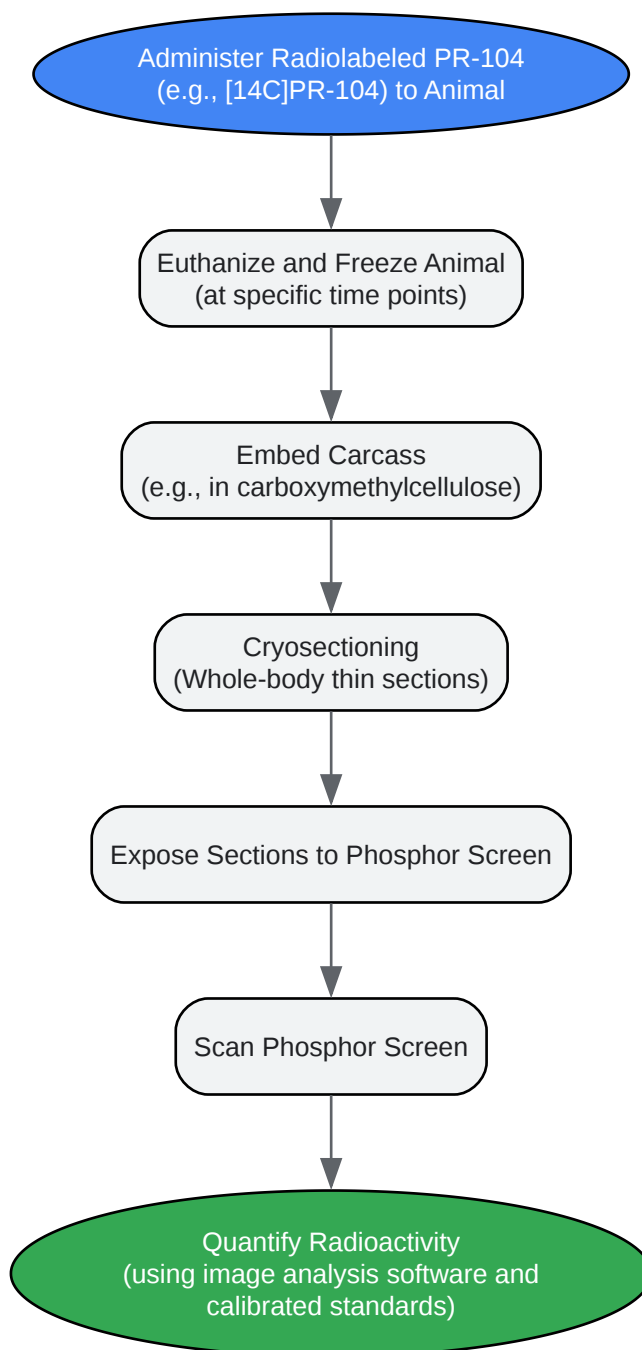 Administer Radiolabeled PR-104
(e.g., [14C]PR-104) to Animal
Euthanize and Freeze Animal
(at specific time points)
Embed Carcass
(e.g., in carboxymethylcellulose)
Cryosectioning
(Whole-body thin sections)
Expose Sections to Phosphor Screen
Scan Phosphor Screen
Quantify Radioactivity
(using image analysis software and
calibrated standards)